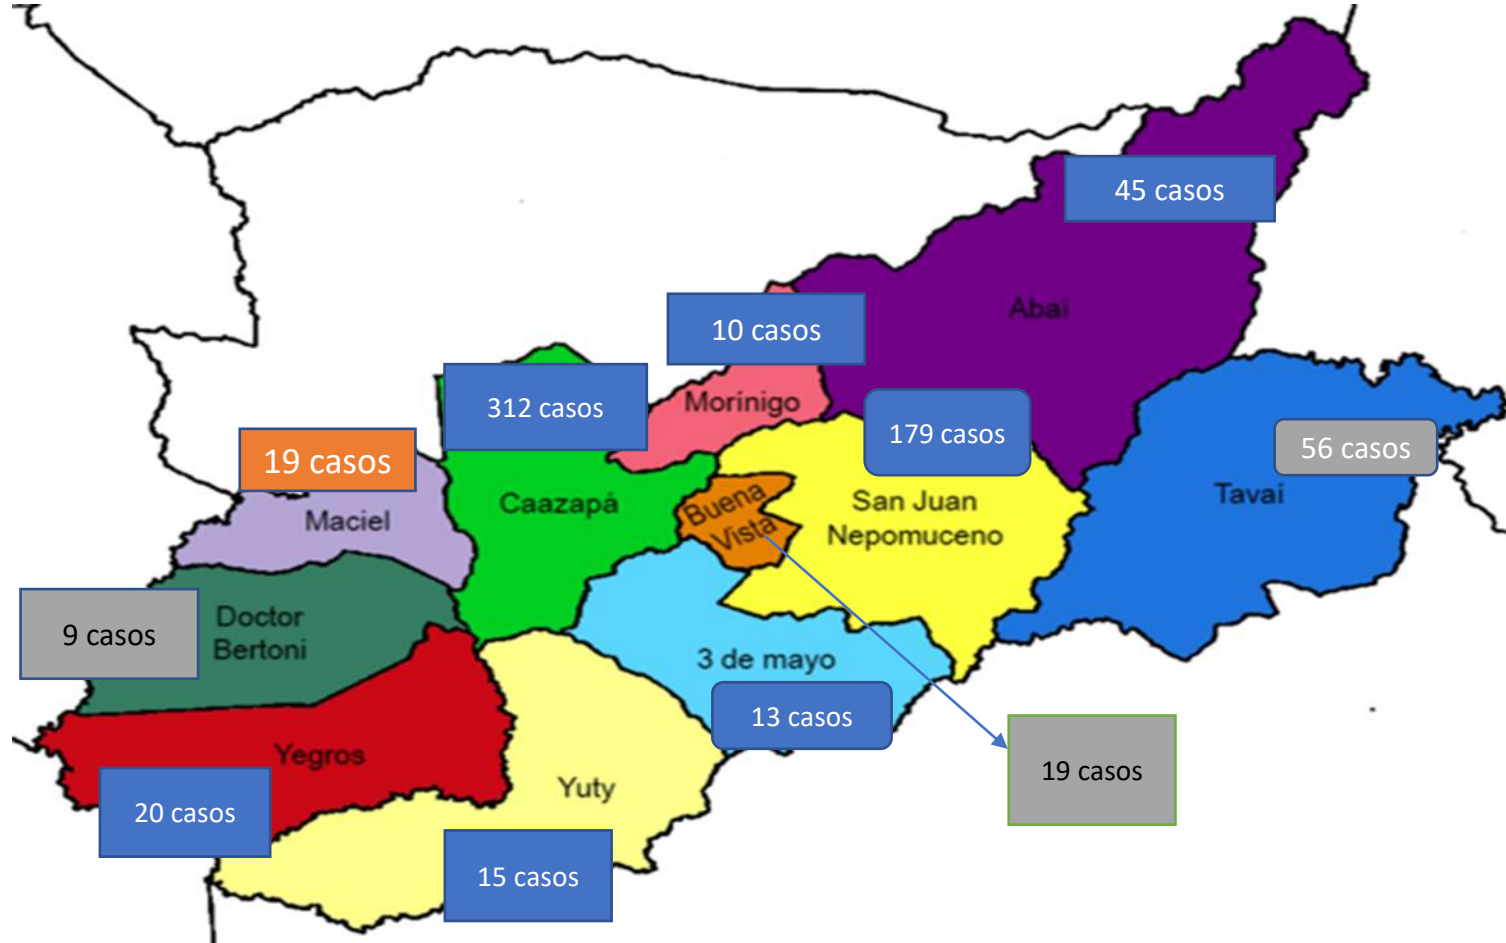 45 casos
Abai
10 casos
Morínigo
312 casos
179 casos
56 casos
19 casos
Maciel
Caazapá
Buena
Vista
San Juan
Nepomuceno
Tavai
9 casos
Doctor
Bertoni
3 de mayo
13 casos
19 casos
Yegros
20 casos
Yuty
15 casos